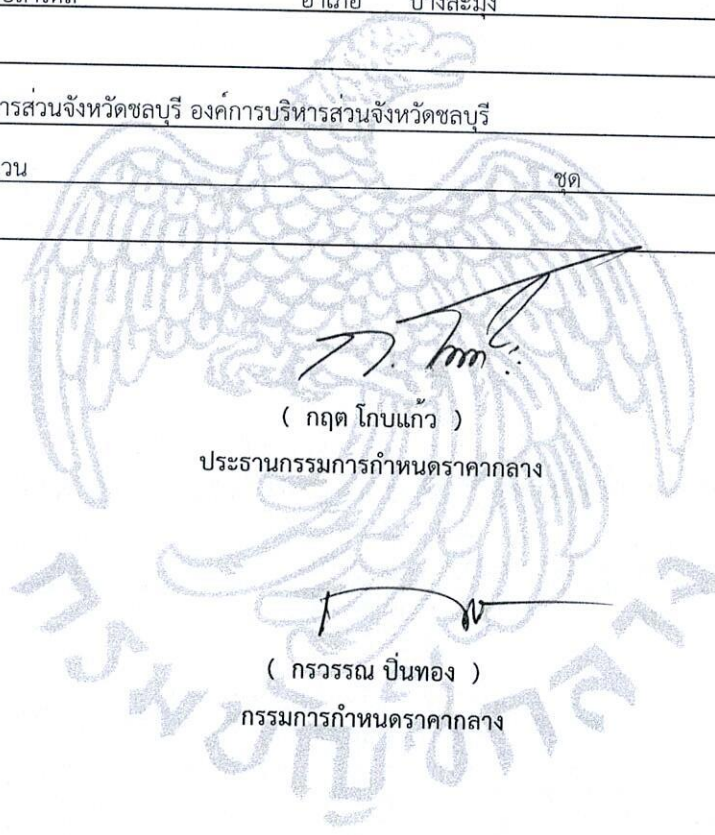 อำเภอ บางละมุง
ารส่วนจังหวัดชลบุรี องค์การบริหารส่วนจังหวัดชลบุรี
วน ชุด
( กฤต โกบแก้ว )
ประธานกรรมการกำหนดราคากลาง
( กรวรรณ ปิ่นทอง )
กรรมการกำหนดราคากลาง
กรมบัญชีกลาง